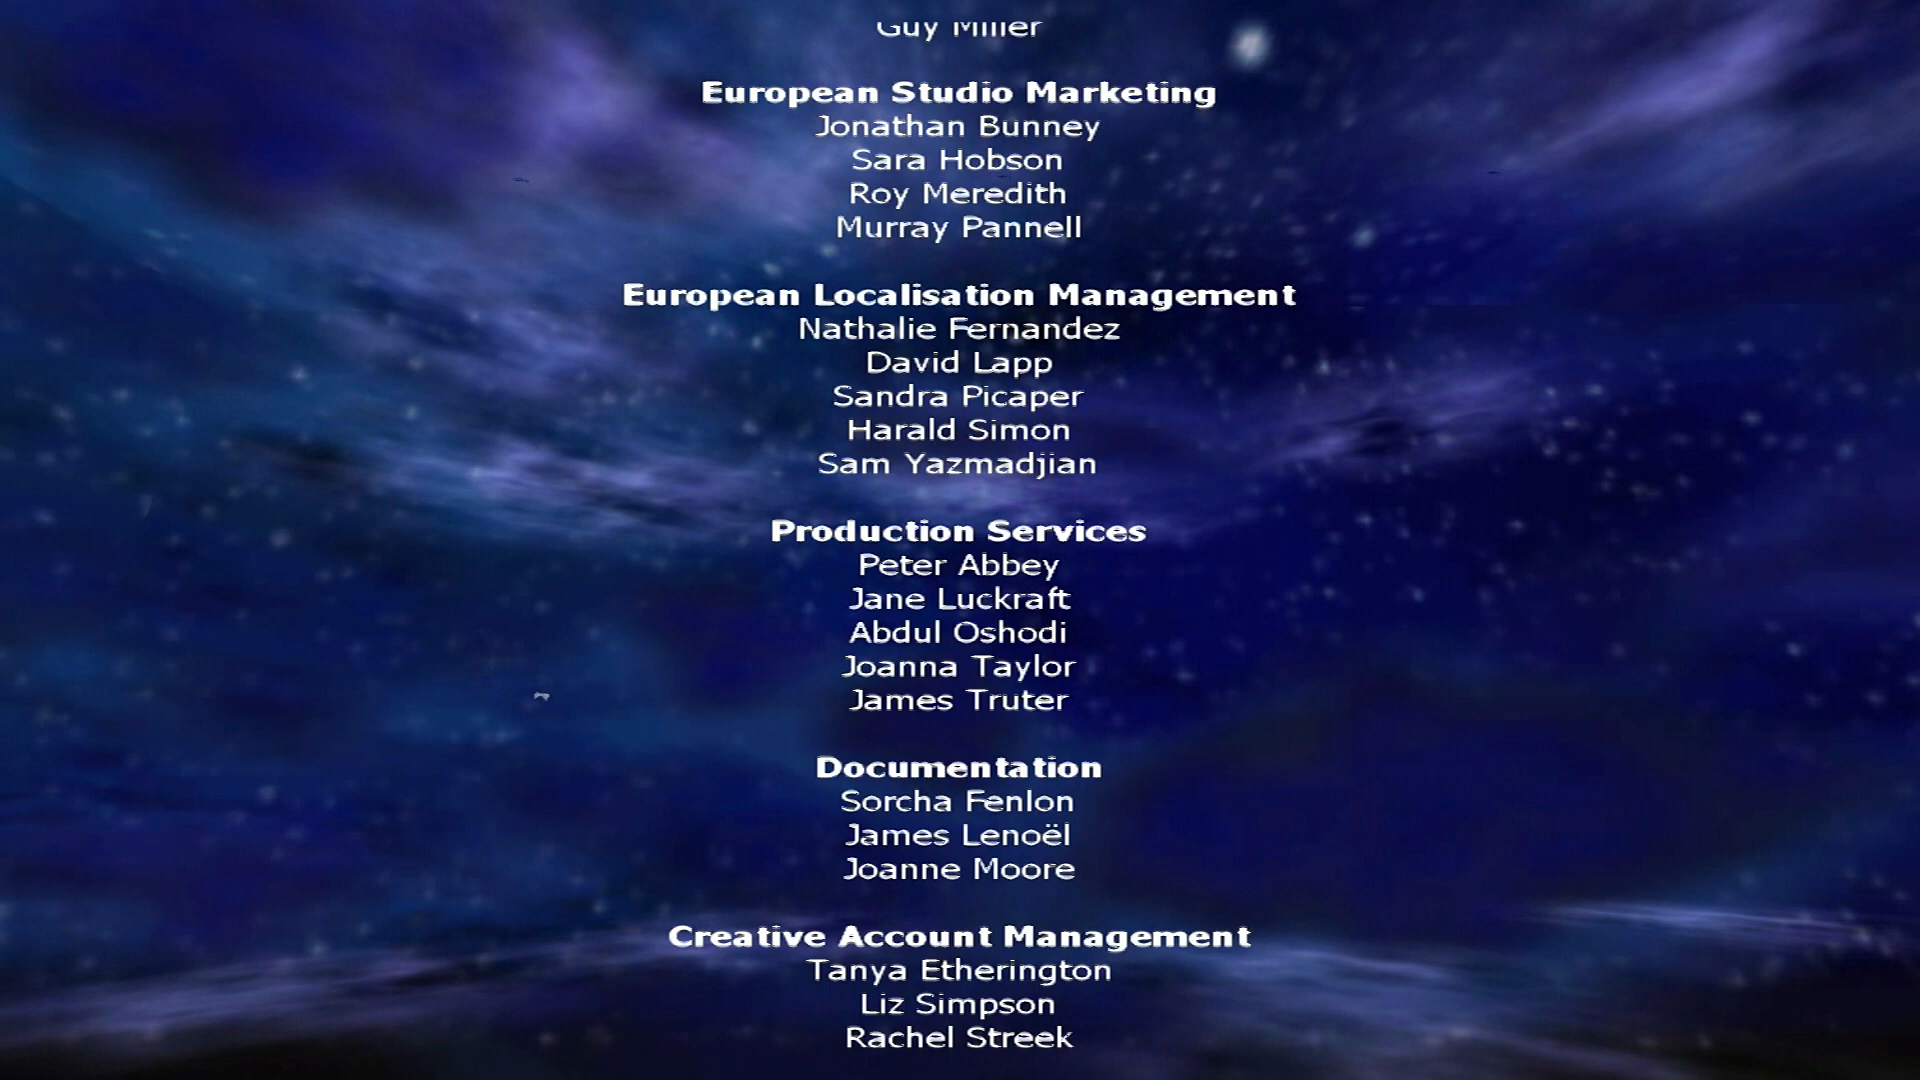 Guy Miller
European Studio Marketing
Jonathan Bunney
Sara Hobson
Roy Meredith
Murray Pannell
European Localisation Management
Nathalie Fernandez
David Lapp
Sandra Picaper
Harald Simon
Sam Yazmadjian
Production Services
Peter Abbey
Jane Luckraft
Abdul Oshodi
Joanna Taylor
James Truter
Documentation
Sorcha Fenlon
James Lenoël
Joanne Moore
Creative Account Management
Tanya Etherington
Liz Simpson
Rachel Streek